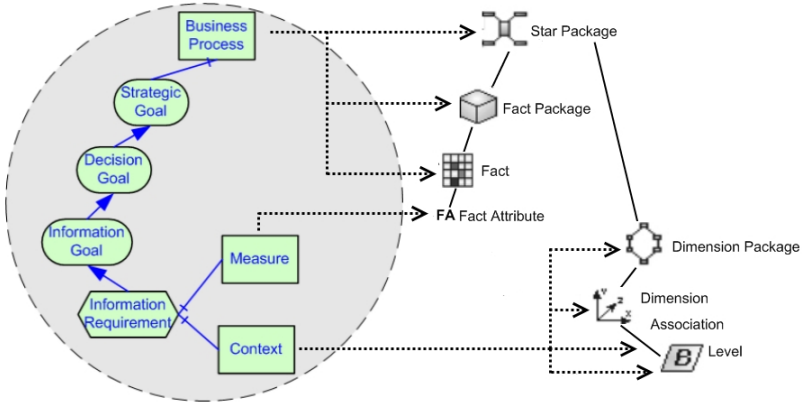 Business
Process
Star Package
Strategic
Goal
Fact Package
Decision
Goal
Fact
FA Fact Attribute
Information
Goal
Measure
Dimension Package
Information
Requirement
Y
Z
X
Dimension
Association
Context
B Level